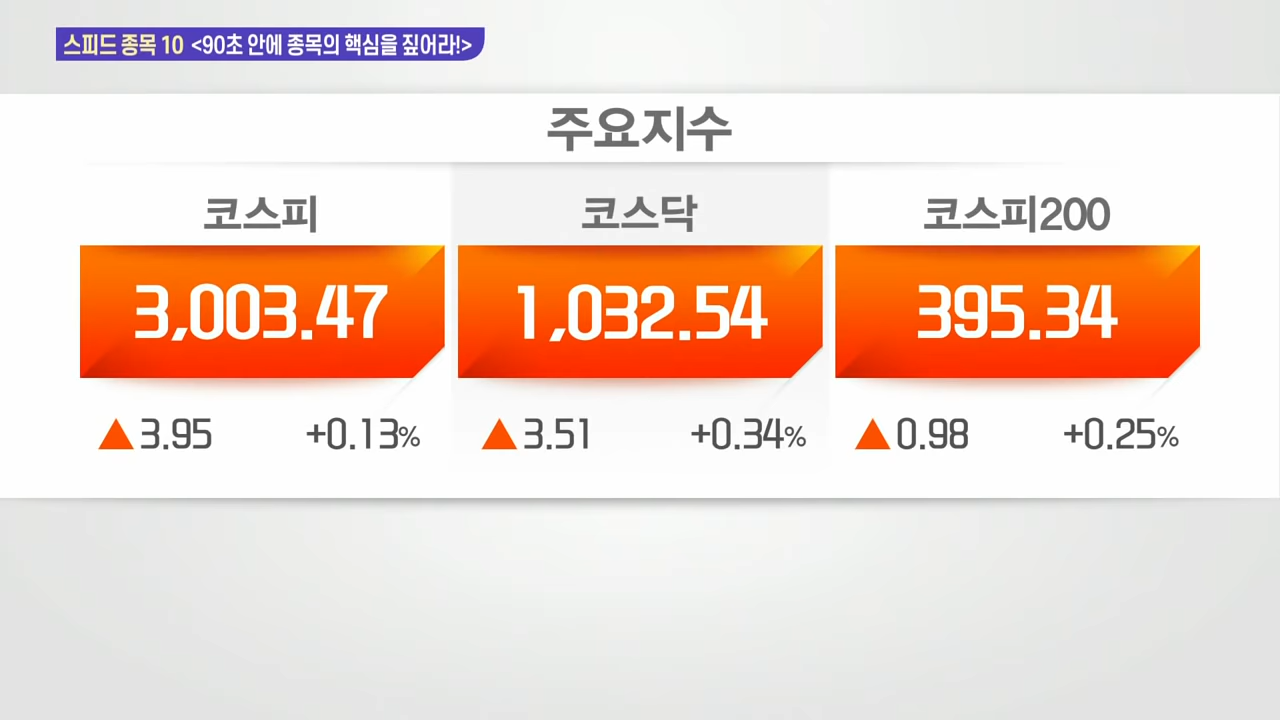 스피드 종목 10 <90초 안에 종목의 핵심을 짚어라!>
주요지수
코스피 코스닥 코스피200
3,003.47 1,032.54 395.34
▲ 3.95 +0.13% ▲ 3.51 +0.34% ▲ 0.98 +0.25%